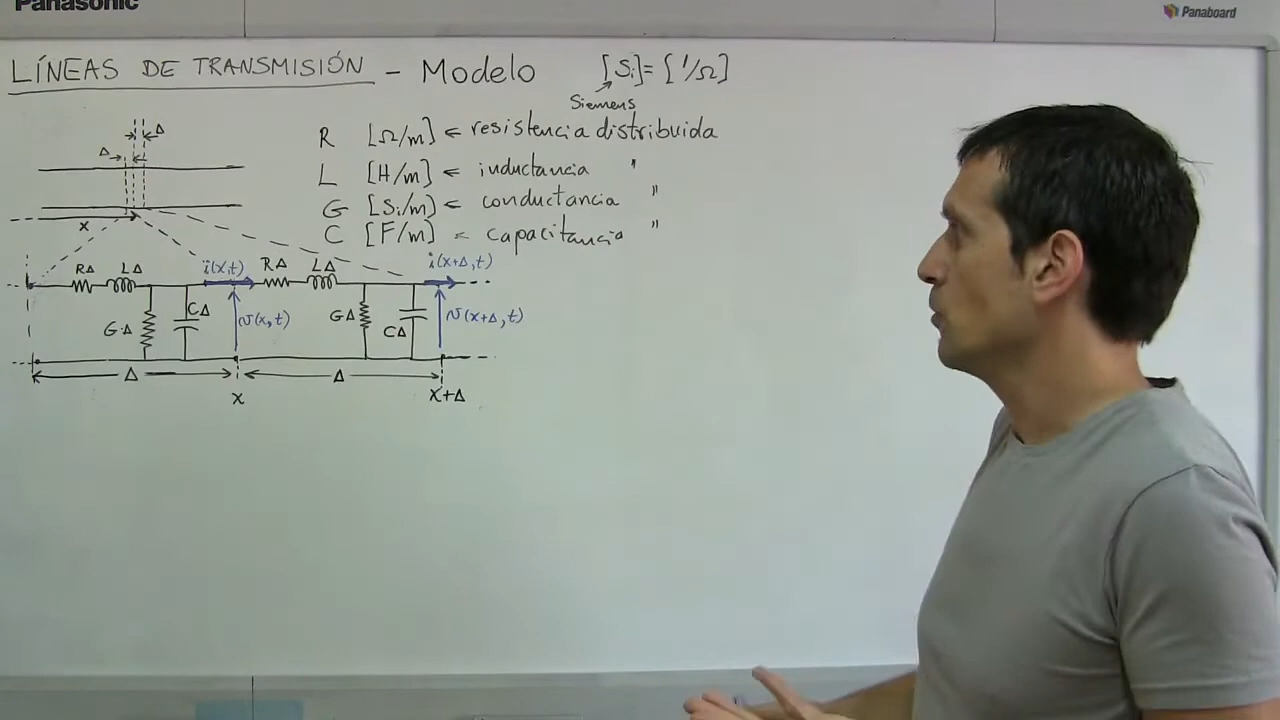 Panasonic
Panaboard
LÍNEAS DE TRANSMISIÓN - Modelo [Si]=[1/Ω]
Siemens
R [Ω/m] ← resistencia distribuida
L [H/m] ← inductancia "
G [Si/m] ← conductancia "
C [F/m] ← capacitancia "
Δ
Δ
x
RΔ LΔ i(x,t) RΔ LΔ i(x+Δ,t)
G·Δ CΔ v(x,t) GΔ CΔ v(x+Δ,t)
Δ Δ
x x+Δ